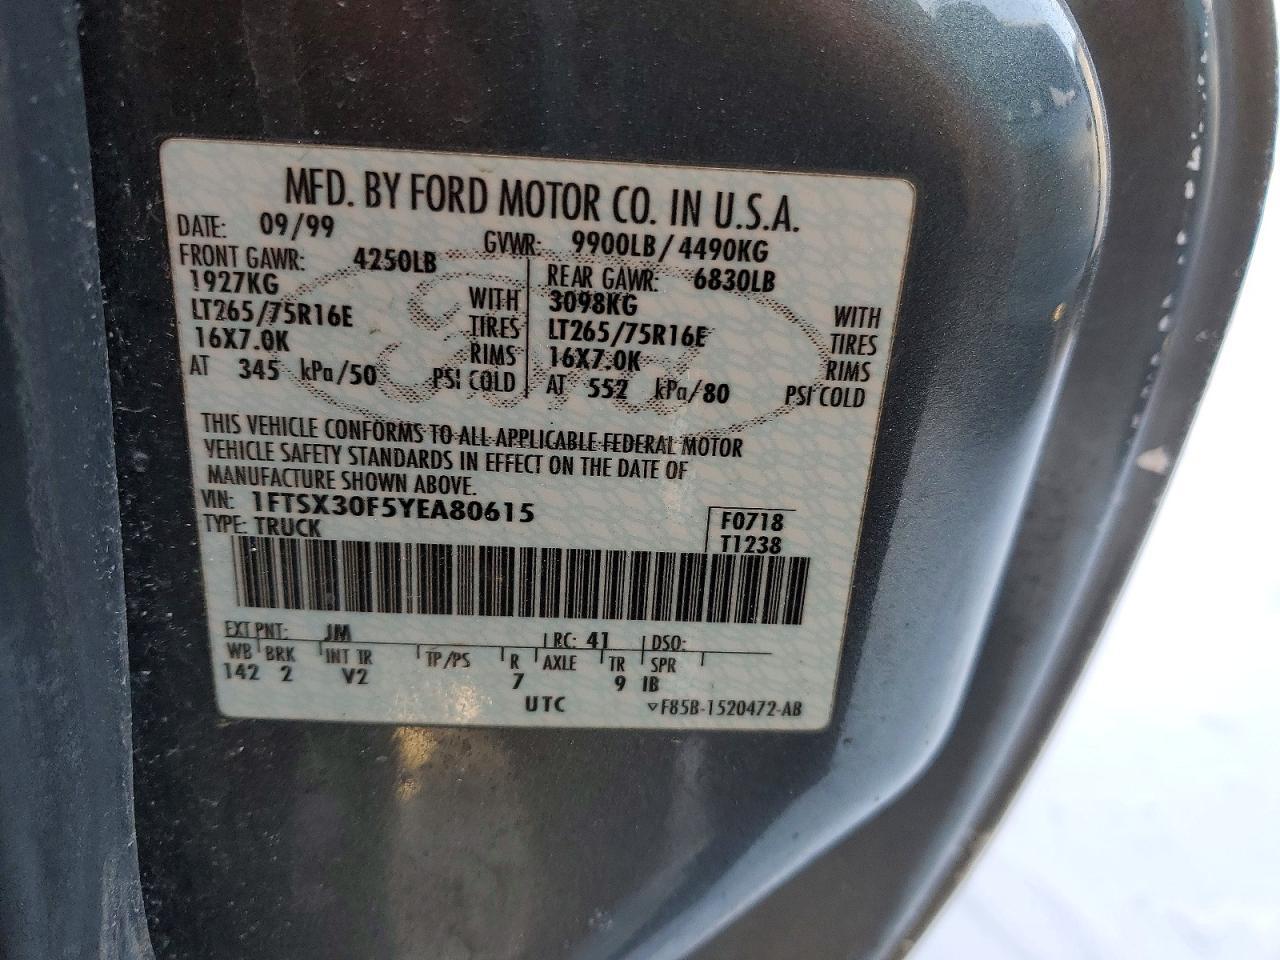 MFD. BY FORD MOTOR CO. IN U.S.A.
DATE: 09/99 GVWR: 9900LB/4490KG
FRONT GAWR: 4250LB REAR GAWR: 6830LB
1927KG WITH 3098KG WITH
LT265/75R16E TIRES LT265/75R16E TIRES
16X7.0K RIMS 16X7.0K RIMS
AT 345 kPa/50 PSI COLD AT 552 kPa/80 PSI COLD
THIS VEHICLE CONFORMS TO ALL APPLICABLE FEDERAL MOTOR
VEHICLE SAFETY STANDARDS IN EFFECT ON THE DATE OF
MANUFACTURE SHOWN ABOVE.
VIN: 1FTSX30F5YEA80615 F0718
TYPE: TRUCK T1238
EXT PNT: JM RC: 41 DSO:
WB BRK INT TR TP/PS R AXLE TR SPR
142 2 V2 7 9 IB
UTC ▽F85B-1520472-AB